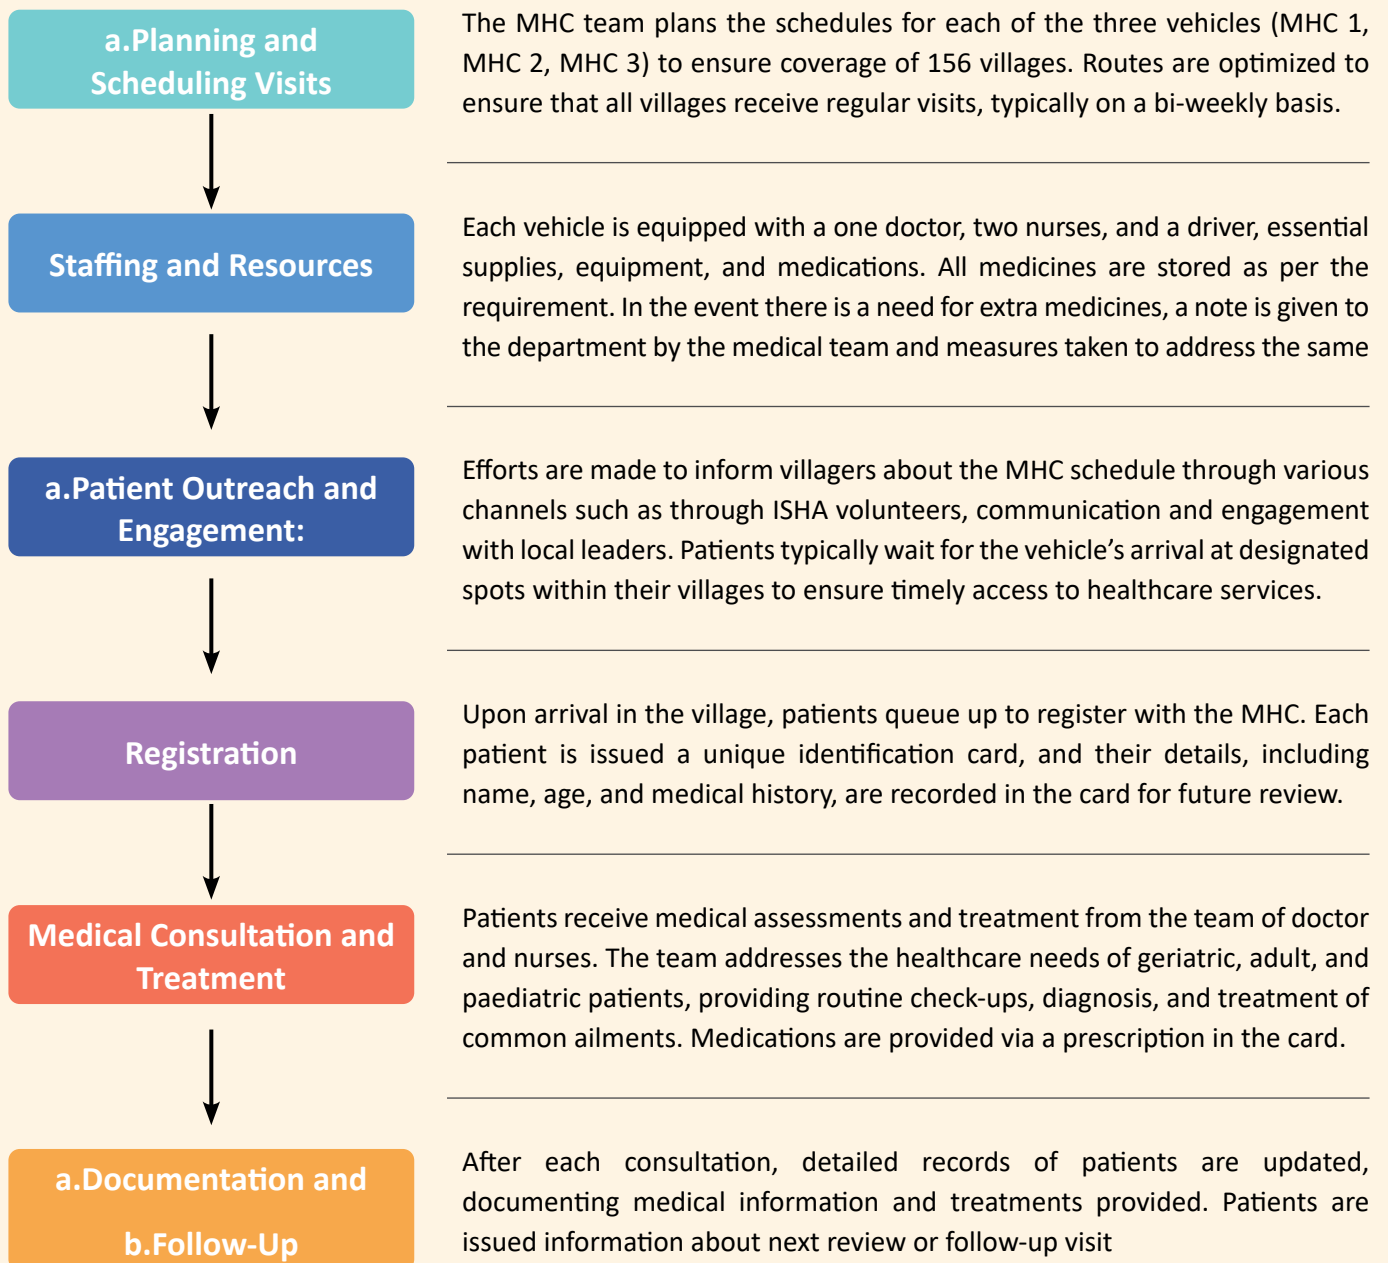 a.Planning and
Scheduling Visits
The MHC team plans the schedules for each of the three vehicles (MHC 1,
MHC 2, MHC 3) to ensure coverage of 156 villages. Routes are optimized to
ensure that all villages receive regular visits, typically on a bi-weekly basis.
Staffing and Resources
Each vehicle is equipped with a one doctor, two nurses, and a driver, essential
supplies, equipment, and medications. All medicines are stored as per the
requirement. In the event there is a need for extra medicines, a note is given to
the department by the medical team and measures taken to address the same
a.Patient Outreach and
Engagement:
Efforts are made to inform villagers about the MHC schedule through various
channels such as through ISHA volunteers, communication and engagement
with local leaders. Patients typically wait for the vehicle’s arrival at designated
spots within their villages to ensure timely access to healthcare services.
Registration
Upon arrival in the village, patients queue up to register with the MHC. Each
patient is issued a unique identification card, and their details, including
name, age, and medical history, are recorded in the card for future review.
Medical Consultation and
Treatment
Patients receive medical assessments and treatment from the team of doctor
and nurses. The team addresses the healthcare needs of geriatric, adult, and
paediatric patients, providing routine check-ups, diagnosis, and treatment of
common ailments. Medications are provided via a prescription in the card.
a.Documentation and
b.Follow-Up
After each consultation, detailed records of patients are updated,
documenting medical information and treatments provided. Patients are
issued information about next review or follow-up visit